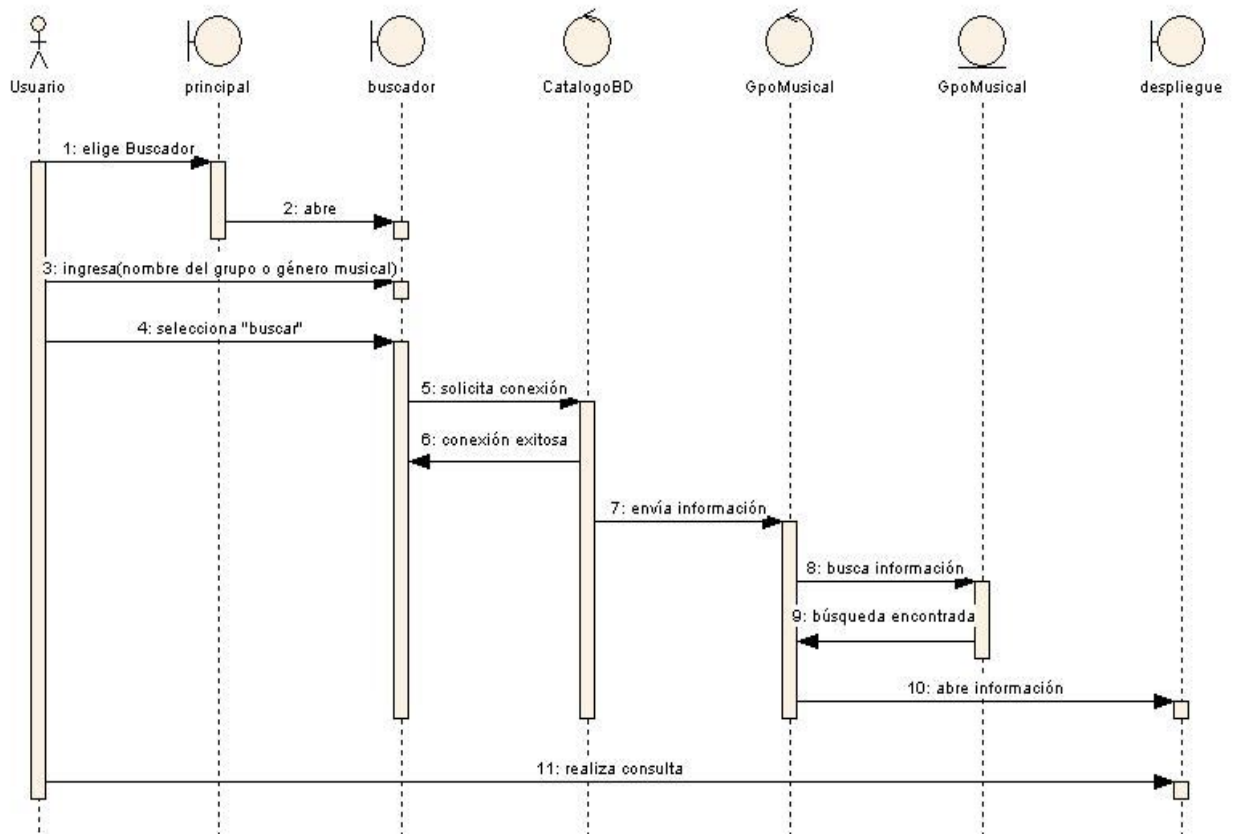 Usuario
principal
buscador
CatalogoBD
GpoMusical
GpoMusical
despliegue
1: elige Buscador
2: abre
3: ingresa(nombre del grupo o género musical)
4: selecciona "buscar"
5: solicita conexión
6: conexión exitosa
7: envía información
8: busca información
9: búsqueda encontrada
10: abre información
11: realiza consulta